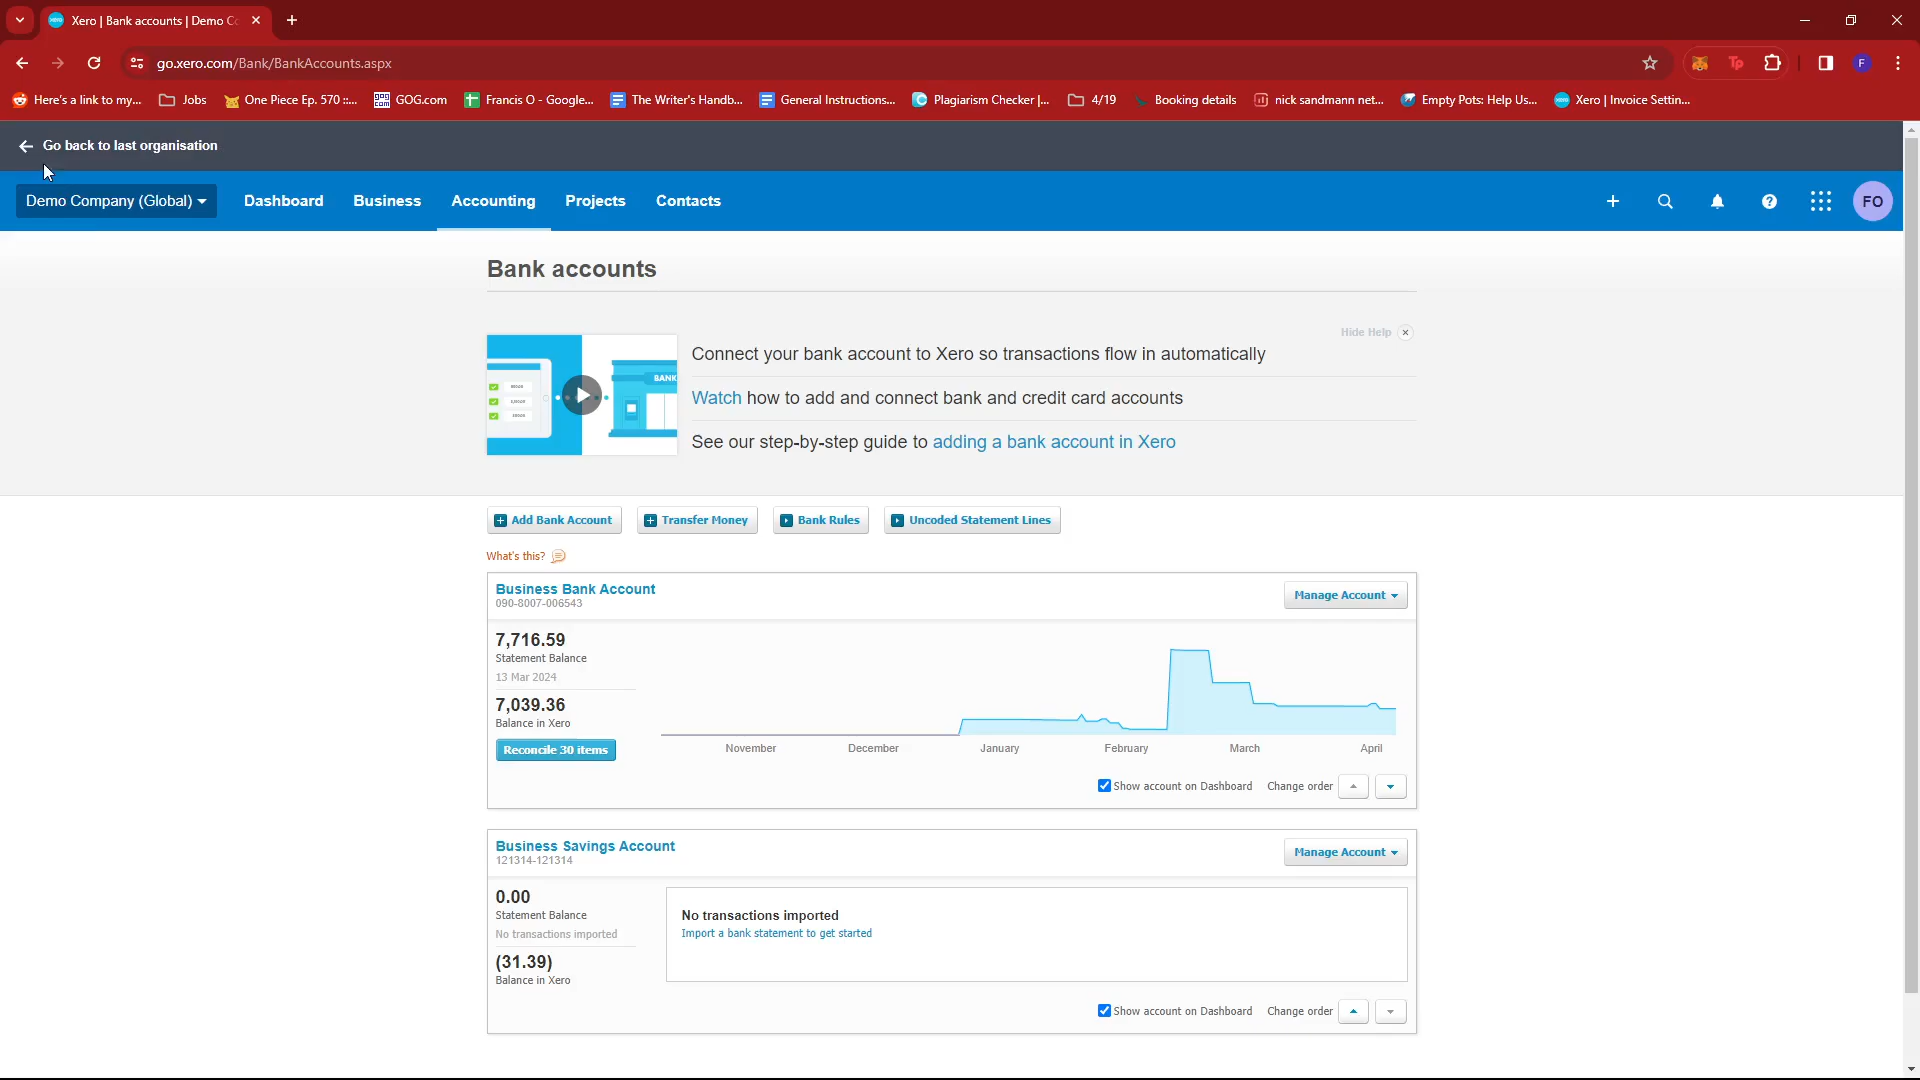 Xero | Bank accounts | Demo C
go.xero.com/Bank/BankAccounts.aspx
Here's a link to my... Jobs One Piece Ep. 570 ::... GOG.com Francis O - Google... The Writer's Handb... General Instructions... Plagiarism Checker |... 4/19 Booking details nick sandmann net... Empty Pots: Help Us... Xero | Invoice Settin...
Go back to last organisation
Demo Company (Global) Dashboard Business Accounting Projects Contacts FO
Bank accounts
Hide Help
Connect your bank account to Xero so transactions flow in automatically
BANK
Watch how to add and connect bank and credit card accounts
See our step-by-step guide to adding a bank account in Xero
Add Bank Account Transfer Money Bank Rules Uncoded Statement Lines
What's this?
Business Bank Account
090-8007-006543
Manage Account
7,716.59
Statement Balance
13 Mar 2024
7,039.36
Balance in Xero
Reconcile 30 items
November December January February March April
Show account on Dashboard Change order
Business Savings Account
121314-121314
Manage Account
0.00
Statement Balance
No transactions imported
(31.39)
Balance in Xero
No transactions imported
Import a bank statement to get started
Show account on Dashboard Change order